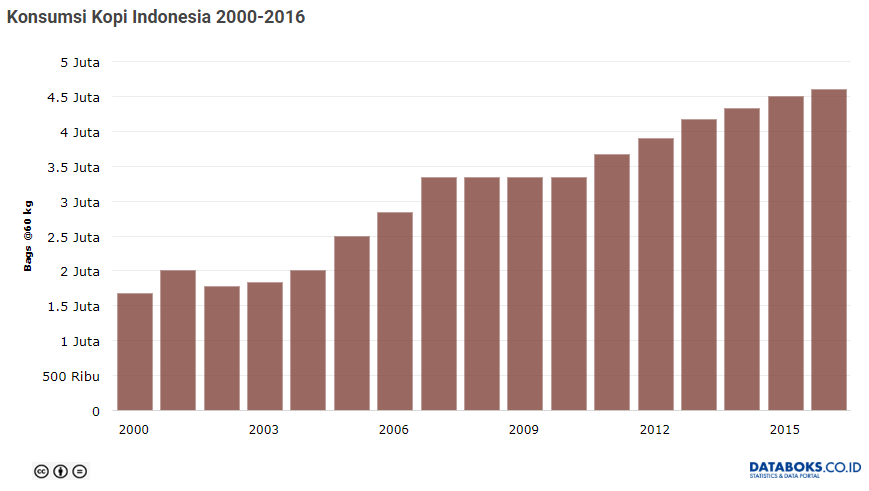 Konsumsi Kopi Indonesia 2000-2016
5 Juta
4.5 Juta
4 Juta
3.5 Juta
3 Juta
2.5 Juta
2 Juta
1.5 Juta
1 Juta
500 Ribu
0
Bags @60 kg
2000 2003 2006 2009 2012 2015
cc
DATABOKS.CO.ID
STATISTICS & DATA PORTAL